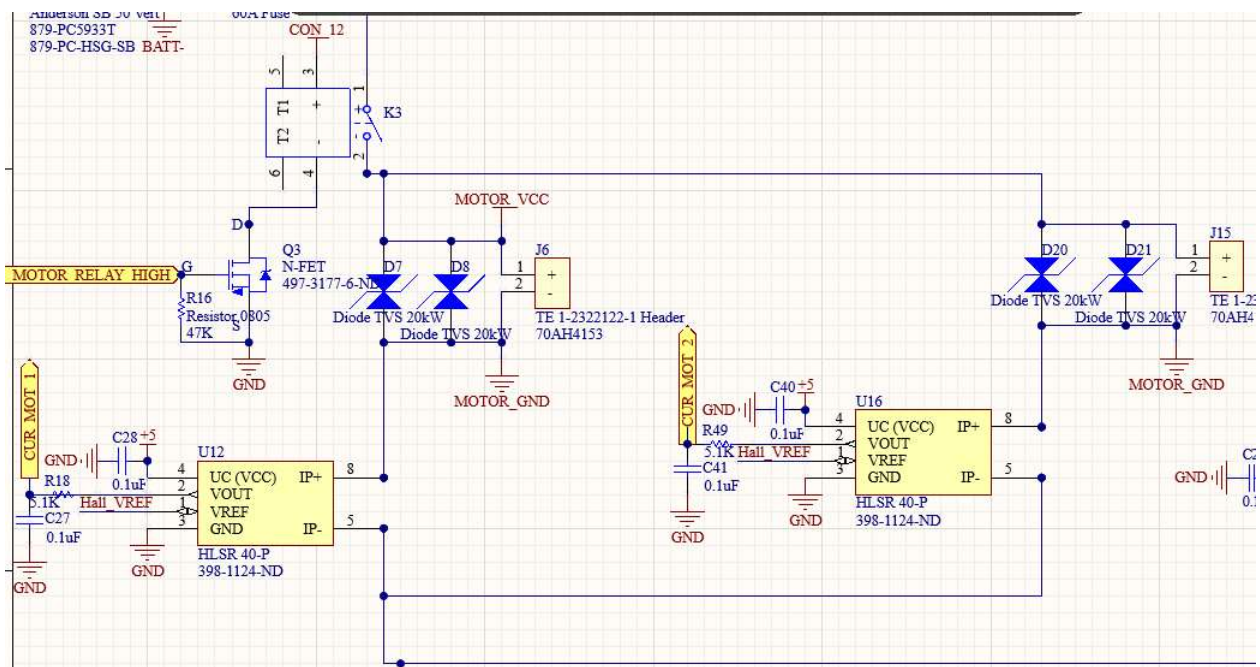 Anderson SB 50 Vert
879-PC5933T
879-PC-HSG-SB BATT-
60A Fuse
CON_12
5
3
T1
+
T2
-
6
4
1
+
-
2
K3
D
G
S
Q3
N-FET
497-3177-6-ND
MOTOR RELAY HIGH
R16
Resistor 0805
47K
GND
MOTOR_VCC
D7
D8
Diode TVS 20kW
Diode TVS 20kW
J6
1
2
+
-
TE 1-2322122-1 Header
70AH4153
MOTOR_GND
D20
D21
Diode TVS 20kW
Diode TVS 20kW
J15
1
2
+
-
TE 1-23
70AH4
MOTOR_GND
CUR MOT 1
C28
+5
GND
0.1uF
R18
5.1K
Hall_VREF
C27
0.1uF
GND
GND
U12
4
2
1
3
UC (VCC)
VOUT
VREF
GND
IP+
IP-
8
5
HLSR 40-P
398-1124-ND
CUR MOT 2
C40
+5
GND
0.1uF
R49
5.1K
Hall_VREF
C41
0.1uF
GND
GND
U16
4
2
1
3
UC (VCC)
VOUT
VREF
GND
IP+
IP-
8
5
HLSR 40-P
398-1124-ND
GND